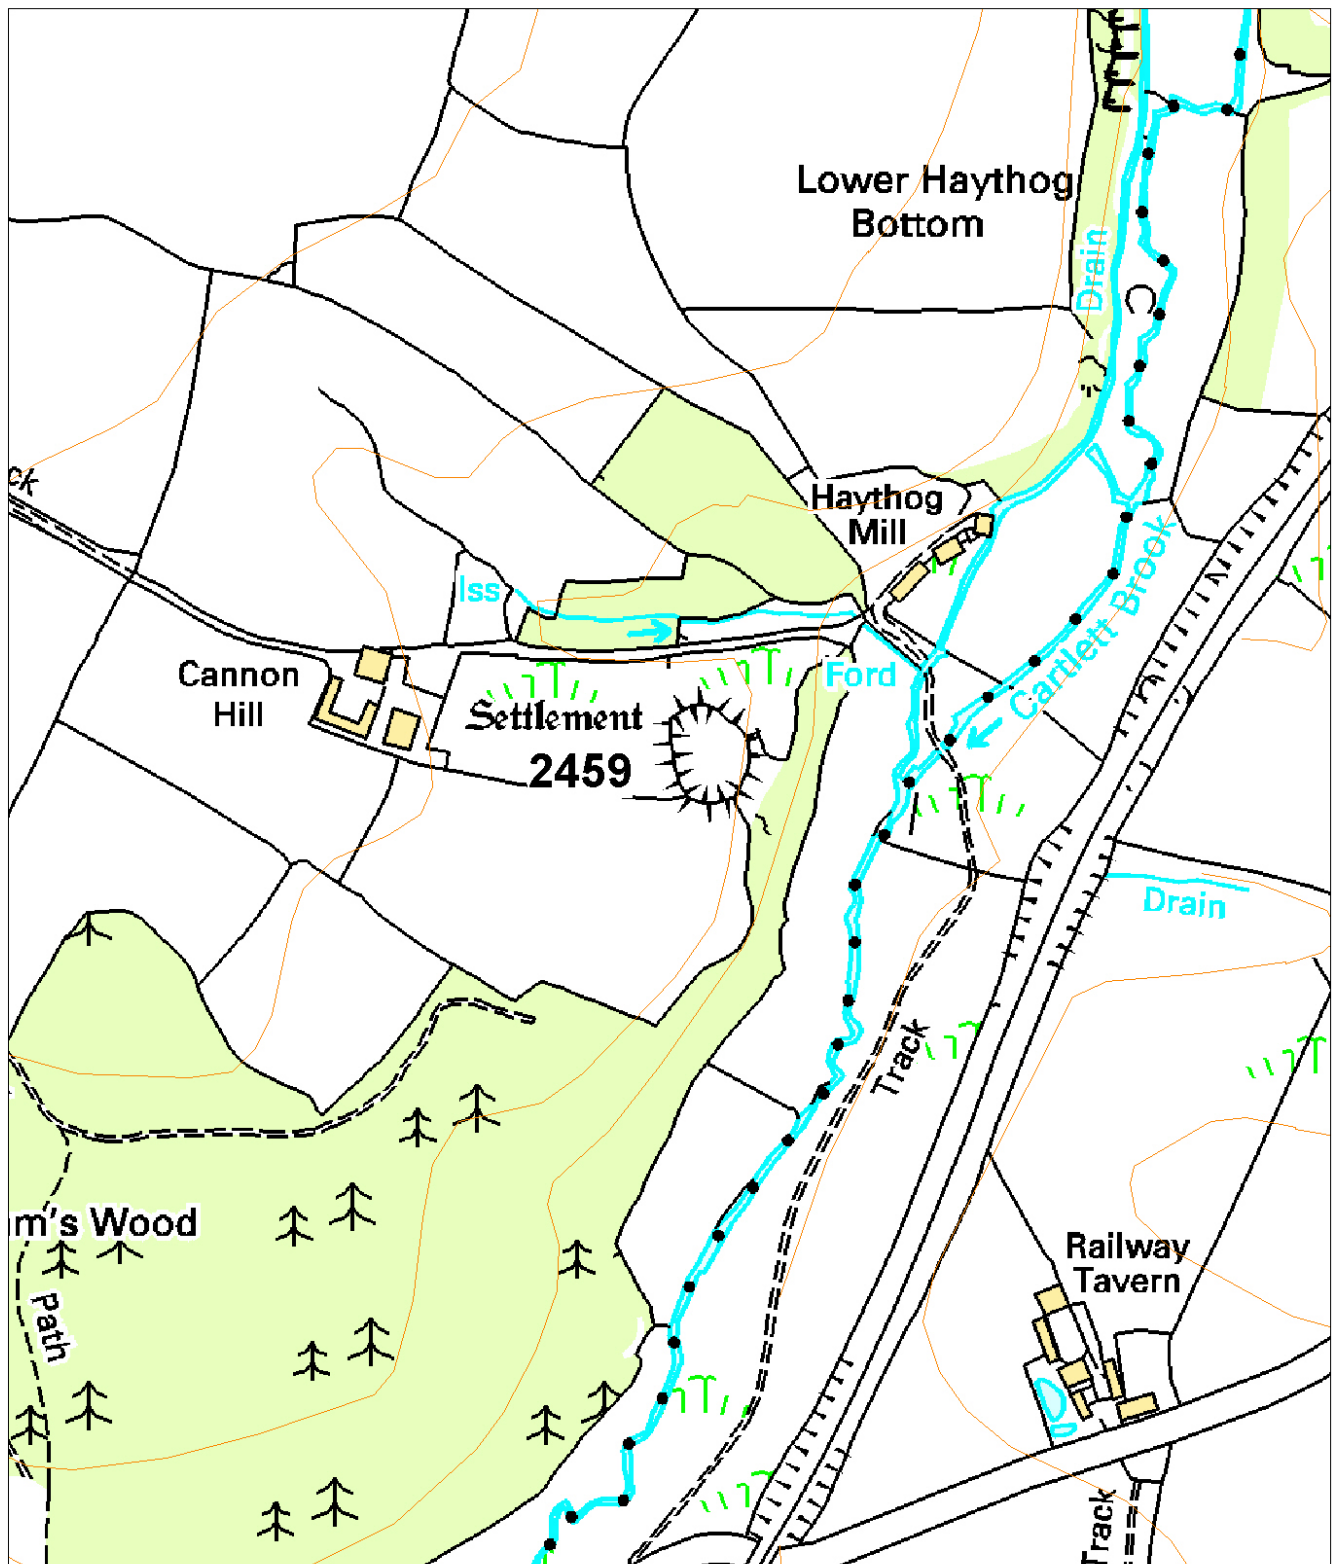 Lower Haythog
Bottom
Drain
ck
Haythog
Mill
Iss
Cartlett Brook
Cannon
Hill
Ford
Settlement
2459
Drain
Track
m's Wood
Path
Railway
Tavern
Track